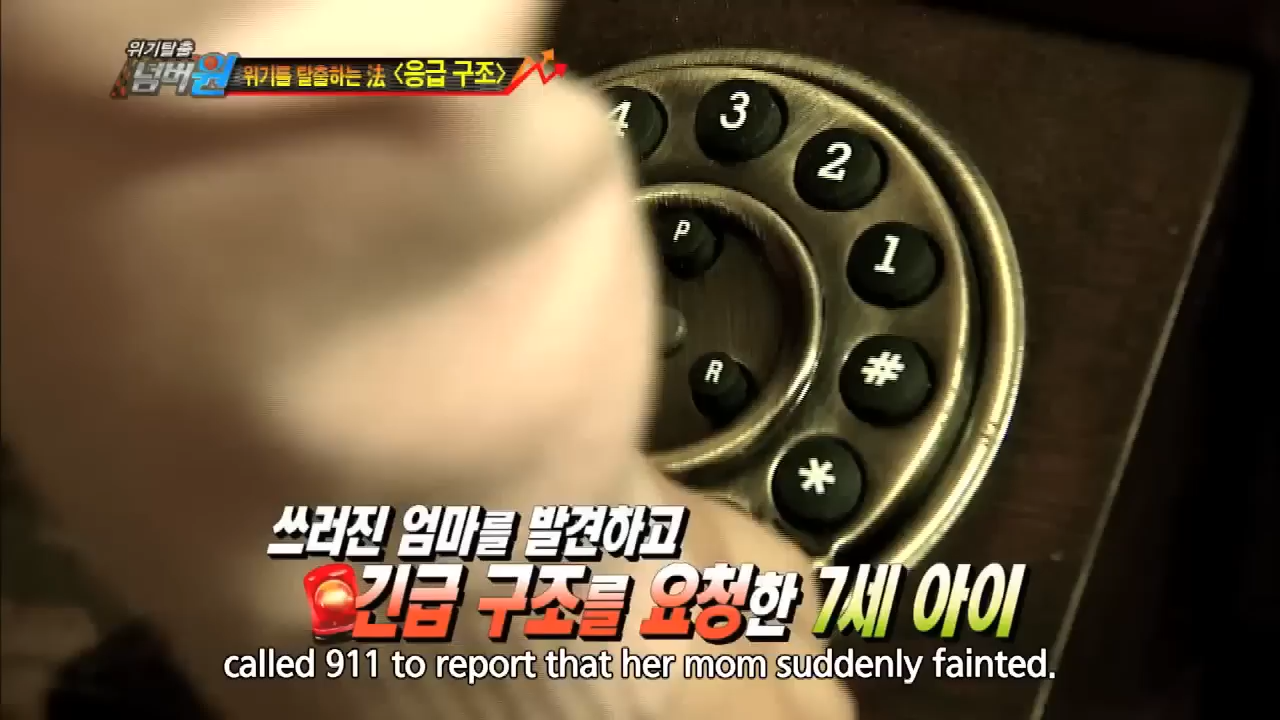 위기탈출
넘버원
위기를 탈출하는 法 <응급 구조>
4
3
2
1
P
#
R
*
쓰러진 엄마를 발견하고
긴급 구조를 요청한 7세 아이
called 911 to report that her mom suddenly fainted.